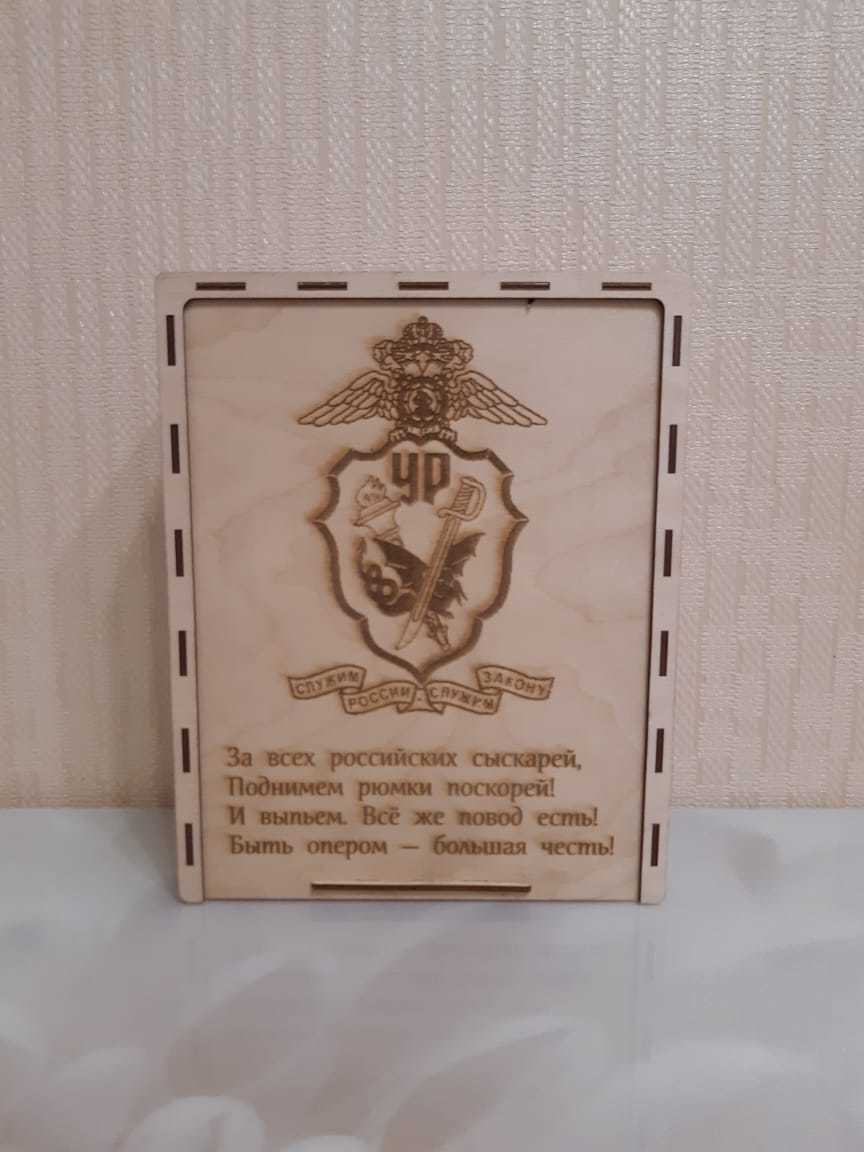 УР
СЛУЖИМ РОССИИ · СЛУЖИМ ЗАКОНУ
За всех российских сыскарей,
Поднимем рюмки поскорей!
И выпьем. Всё же повод есть!
Быть опером — большая честь!